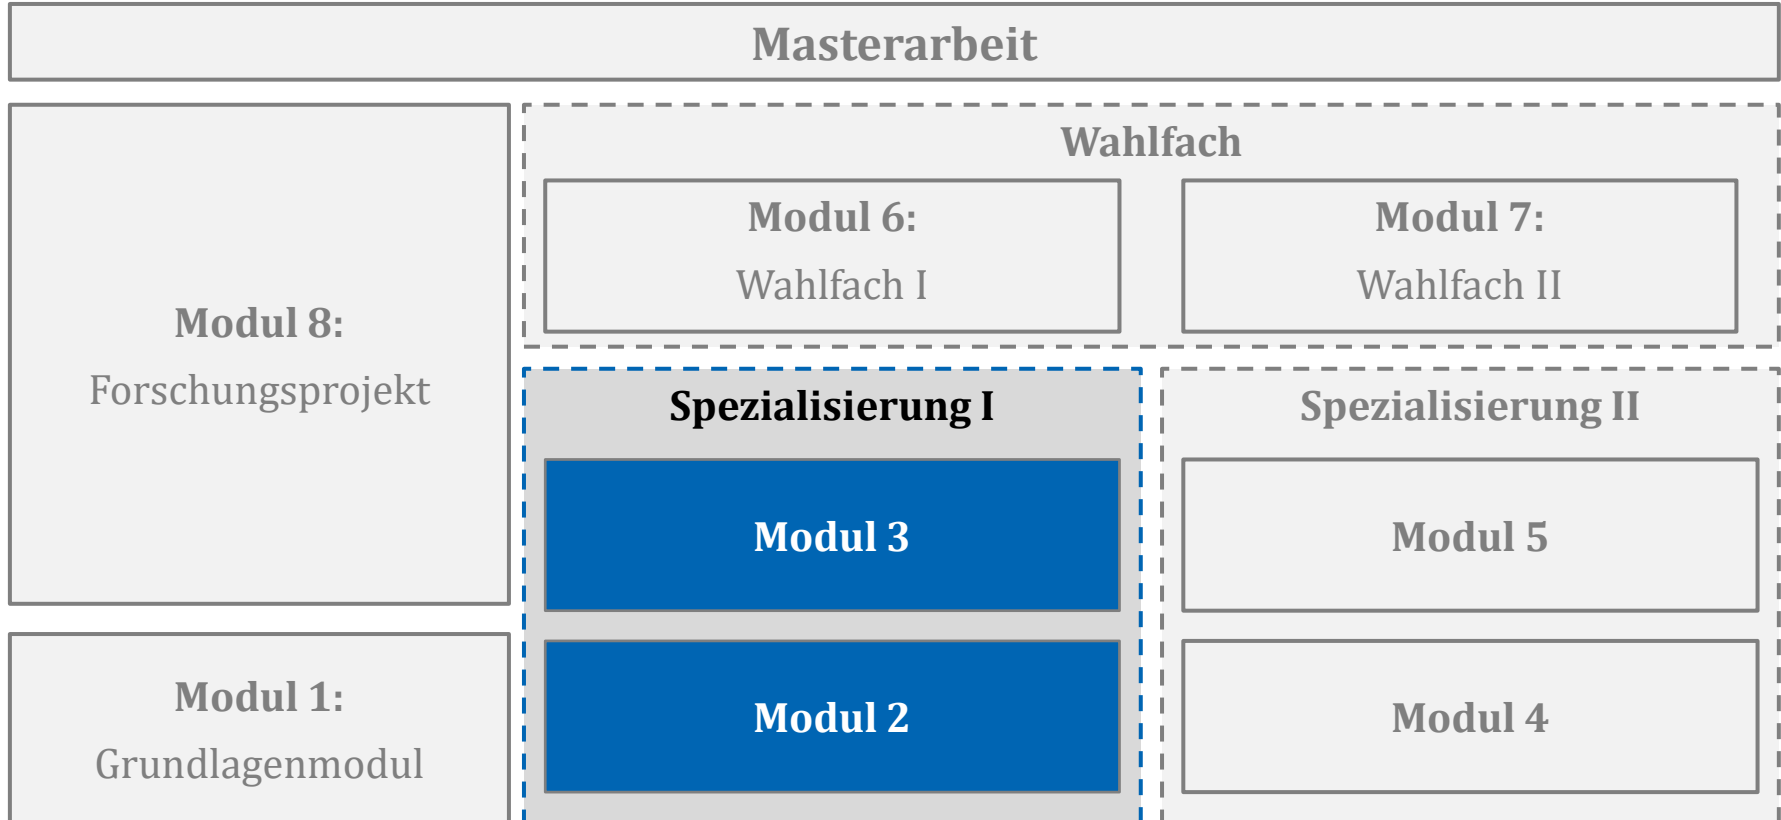 Masterarbeit
Modul 8:
Forschungsprojekt
Wahlfach
Modul 6:
Wahlfach I
Modul 7:
Wahlfach II
Spezialisierung I
Modul 3
Modul 2
Spezialisierung II
Modul 5
Modul 4
Modul 1:
Grundlagenmodul